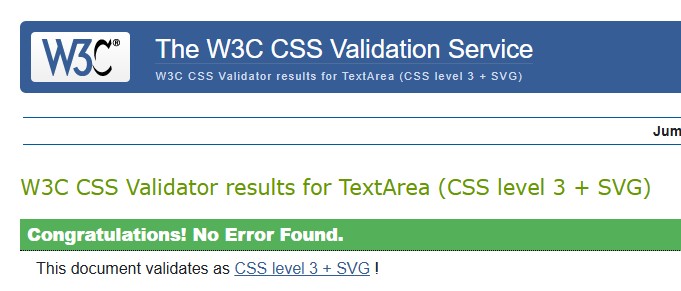 W3C®
The W3C CSS Validation Service
W3C CSS Validator results for TextArea (CSS level 3 + SVG)
Jum
W3C CSS Validator results for TextArea (CSS level 3 + SVG)
Congratulations! No Error Found.
This document validates as CSS level 3 + SVG !